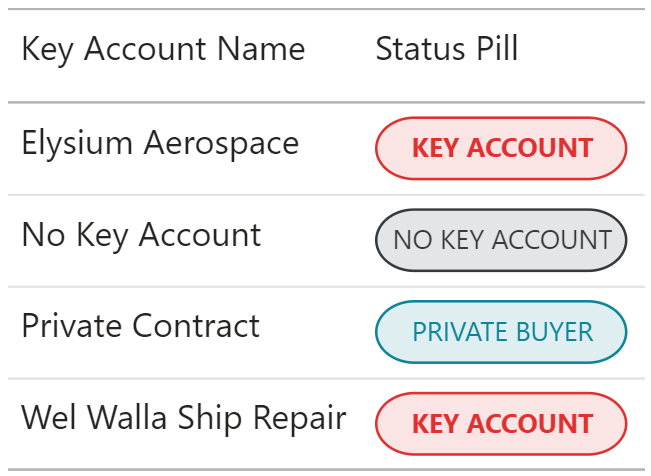 Key Account Name Status Pill
Elysium Aerospace KEY ACCOUNT
No Key Account NO KEY ACCOUNT
Private Contract PRIVATE BUYER
Wel Walla Ship Repair KEY ACCOUNT